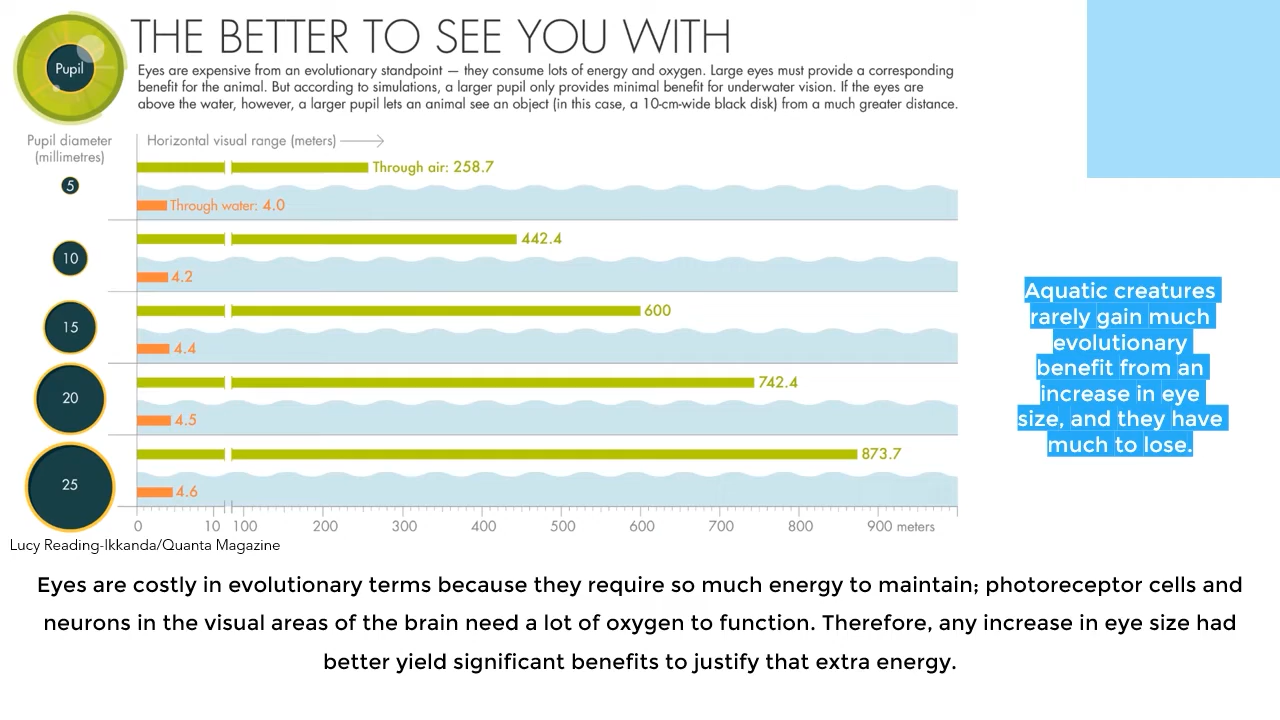 THE BETTER TO SEE YOU WITH
Pupil
Eyes are expensive from an evolutionary standpoint — they consume lots of energy and oxygen. Large eyes must provide a corresponding
benefit for the animal. But according to simulations, a larger pupil only provides minimal benefit for underwater vision. If the eyes are
above the water, however, a larger pupil lets an animal see an object (in this case, a 10-cm-wide black disk) from a much greater distance.
Pupil diameter
(millimetres)
Horizontal visual range (meters)
Through air: 258.7
5
Through water: 4.0
442.4
10
4.2
600
15
4.4
742.4
20
4.5
873.7
25
4.6
0 10 100 200 300 400 500 600 700 800 900 meters
Lucy Reading-Ikkanda/Quanta Magazine
Aquatic creatures
rarely gain much
evolutionary
benefit from an
increase in eye
size, and they have
much to lose.
Eyes are costly in evolutionary terms because they require so much energy to maintain; photoreceptor cells and
neurons in the visual areas of the brain need a lot of oxygen to function. Therefore, any increase in eye size had
better yield significant benefits to justify that extra energy.